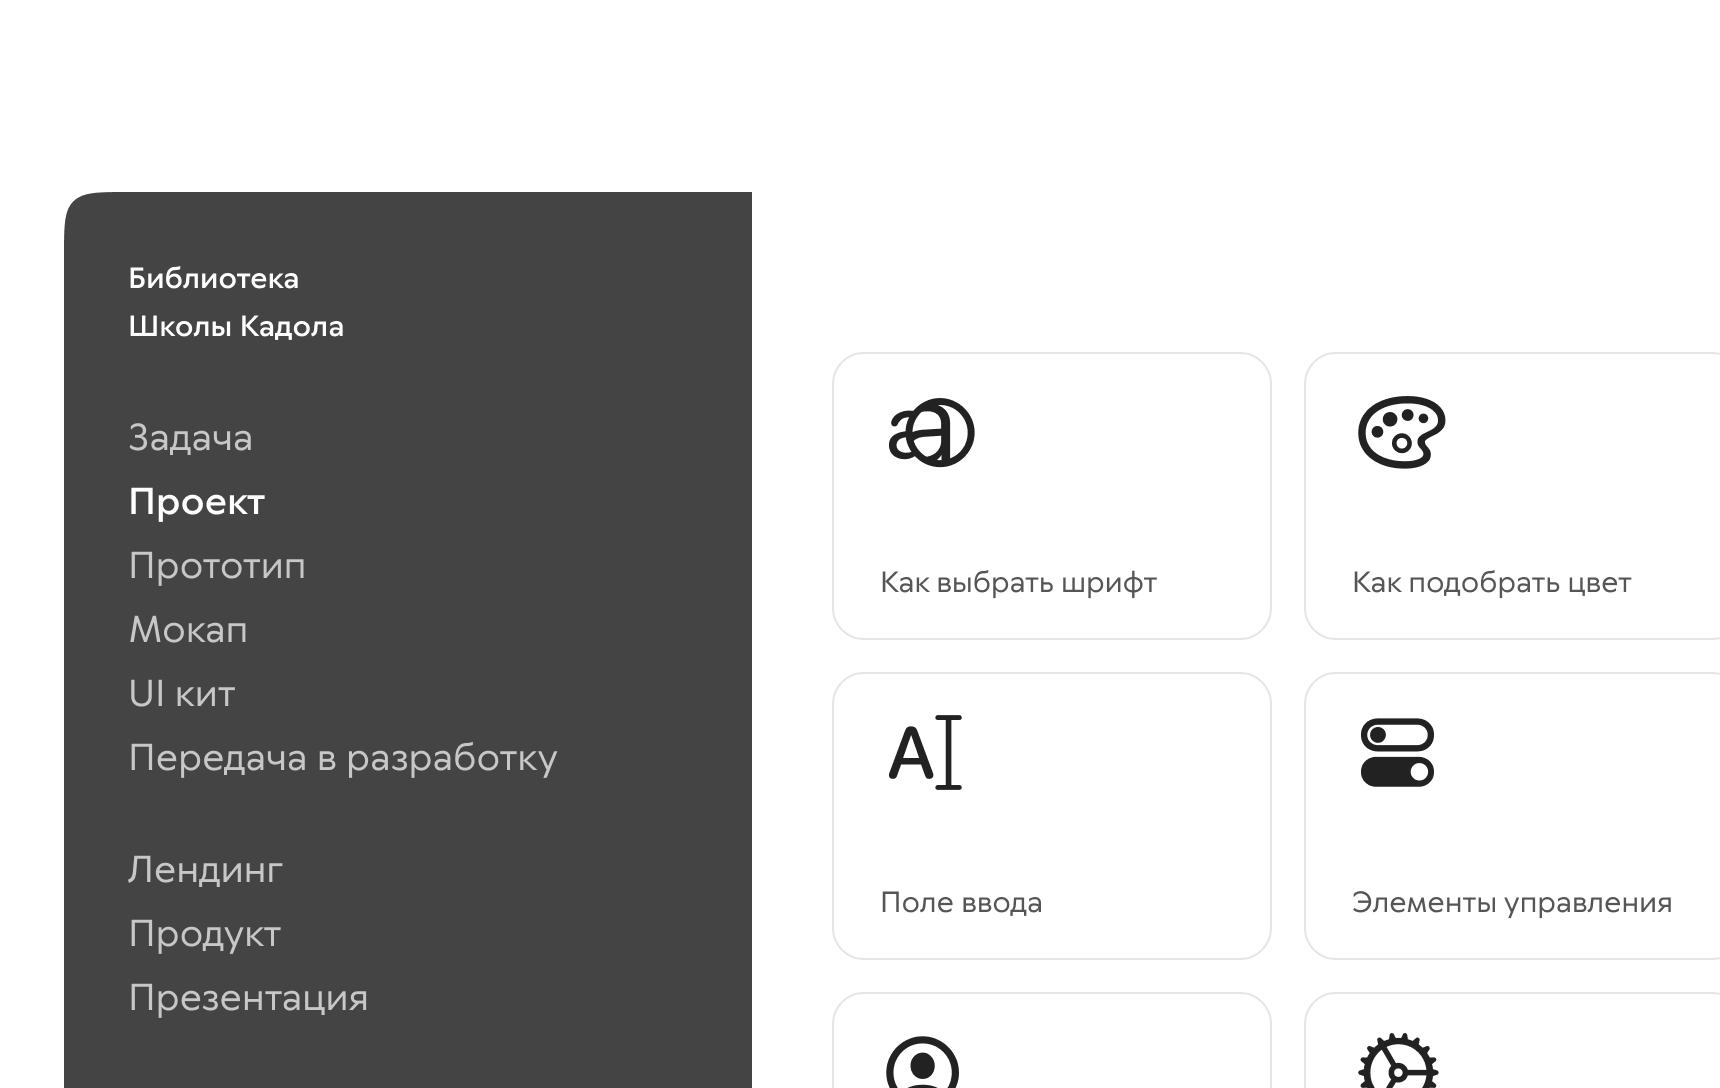 Библиотека
Школы Кадола
Задача
Проект
Прототип
Мокап
UI кит
Передача в разработку
Лендинг
Продукт
Презентация
Как выбрать шрифт
Как подобрать цвет
Поле ввода
Элементы управления